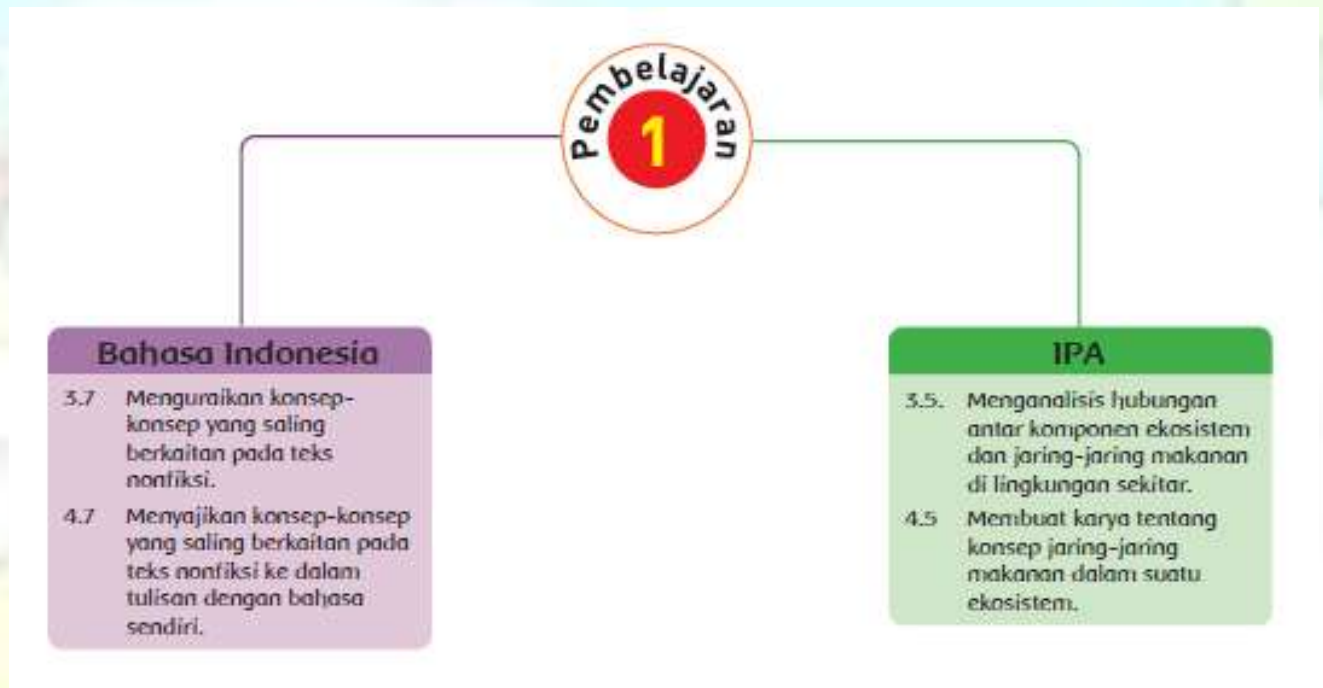 Pembelajaran
1
Bahasa Indonesia
3.7 Menguraikan konsep-
konsep yang saling
berkaitan pada teks
nonfiksi.
4.7 Menyajikan konsep-konsep
yang saling berkaitan pada
teks nonfiksi ke dalam
tulisan dengan bahasa
sendiri.
IPA
3.5. Menganalisis hubungan
antar komponen ekosistem
dan jaring-jaring makanan
di lingkungan sekitar.
4.5 Membuat karya tentang
konsep jaring-jaring
makanan dalam suatu
ekosistem.